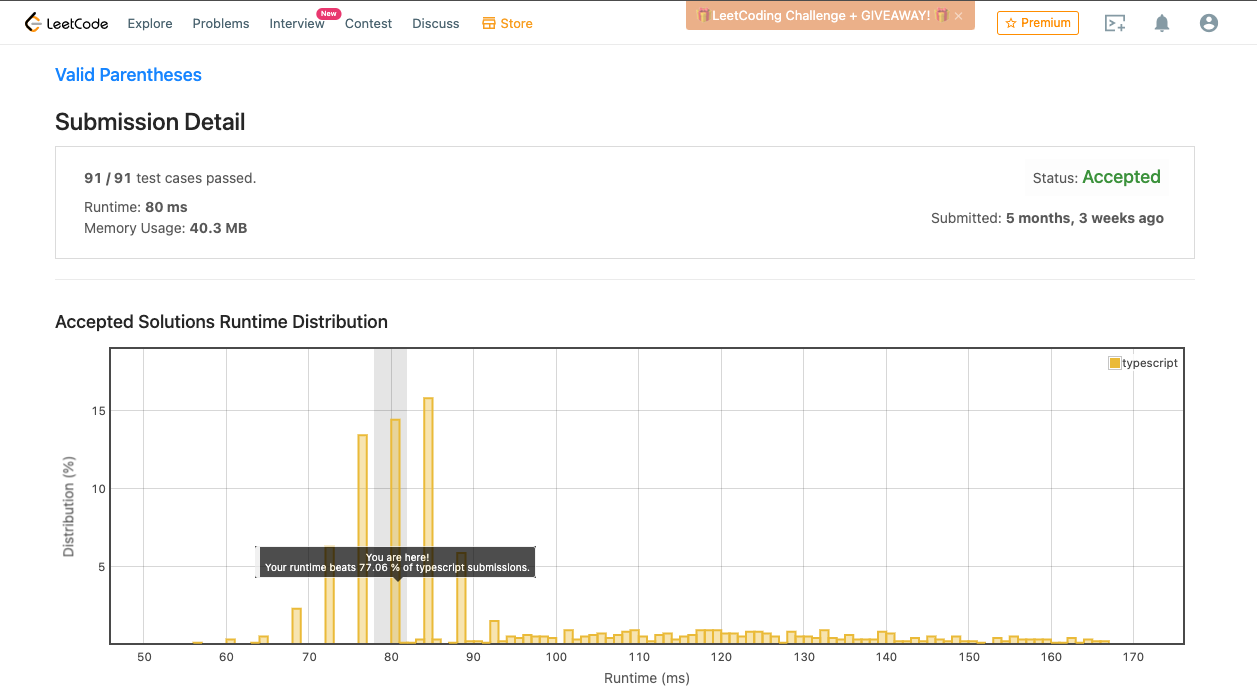 LeetCode Explore Problems Interview New Contest Discuss Store LeetCoding Challenge + GIVEAWAY! × Premium
Valid Parentheses
Submission Detail
91 / 91 test cases passed.
Status: Accepted
Runtime: 80 ms
Submitted: 5 months, 3 weeks ago
Memory Usage: 40.3 MB
Accepted Solutions Runtime Distribution
typescript
15
10
5
Distribution (%)
You are here!
Your runtime beats 77.06 % of typescript submissions.
50 60 70 80 90 100 110 120 130 140 150 160 170
Runtime (ms)